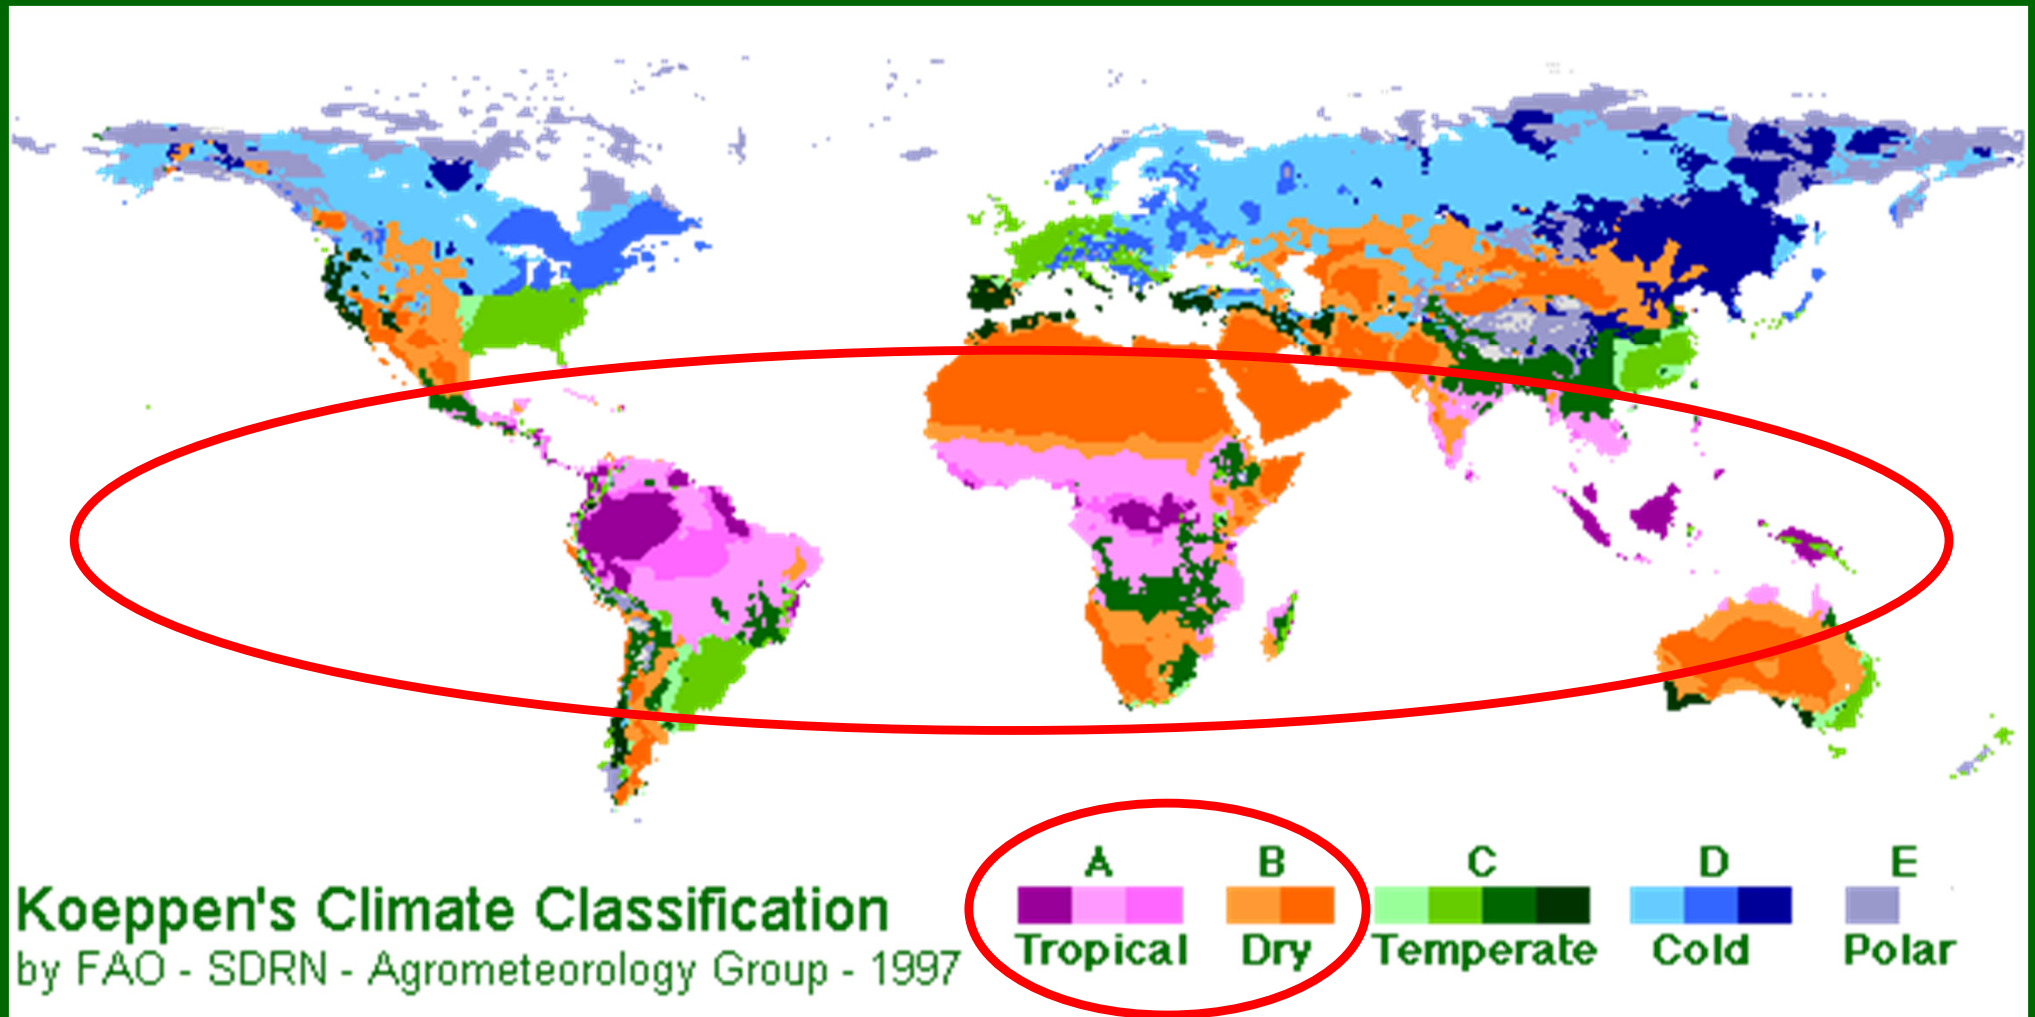 A B C D E
Koeppen's Climate Classification
Tropical Dry Temperate Cold Polar
by FAO - SDRN - Agrometeorology Group - 1997